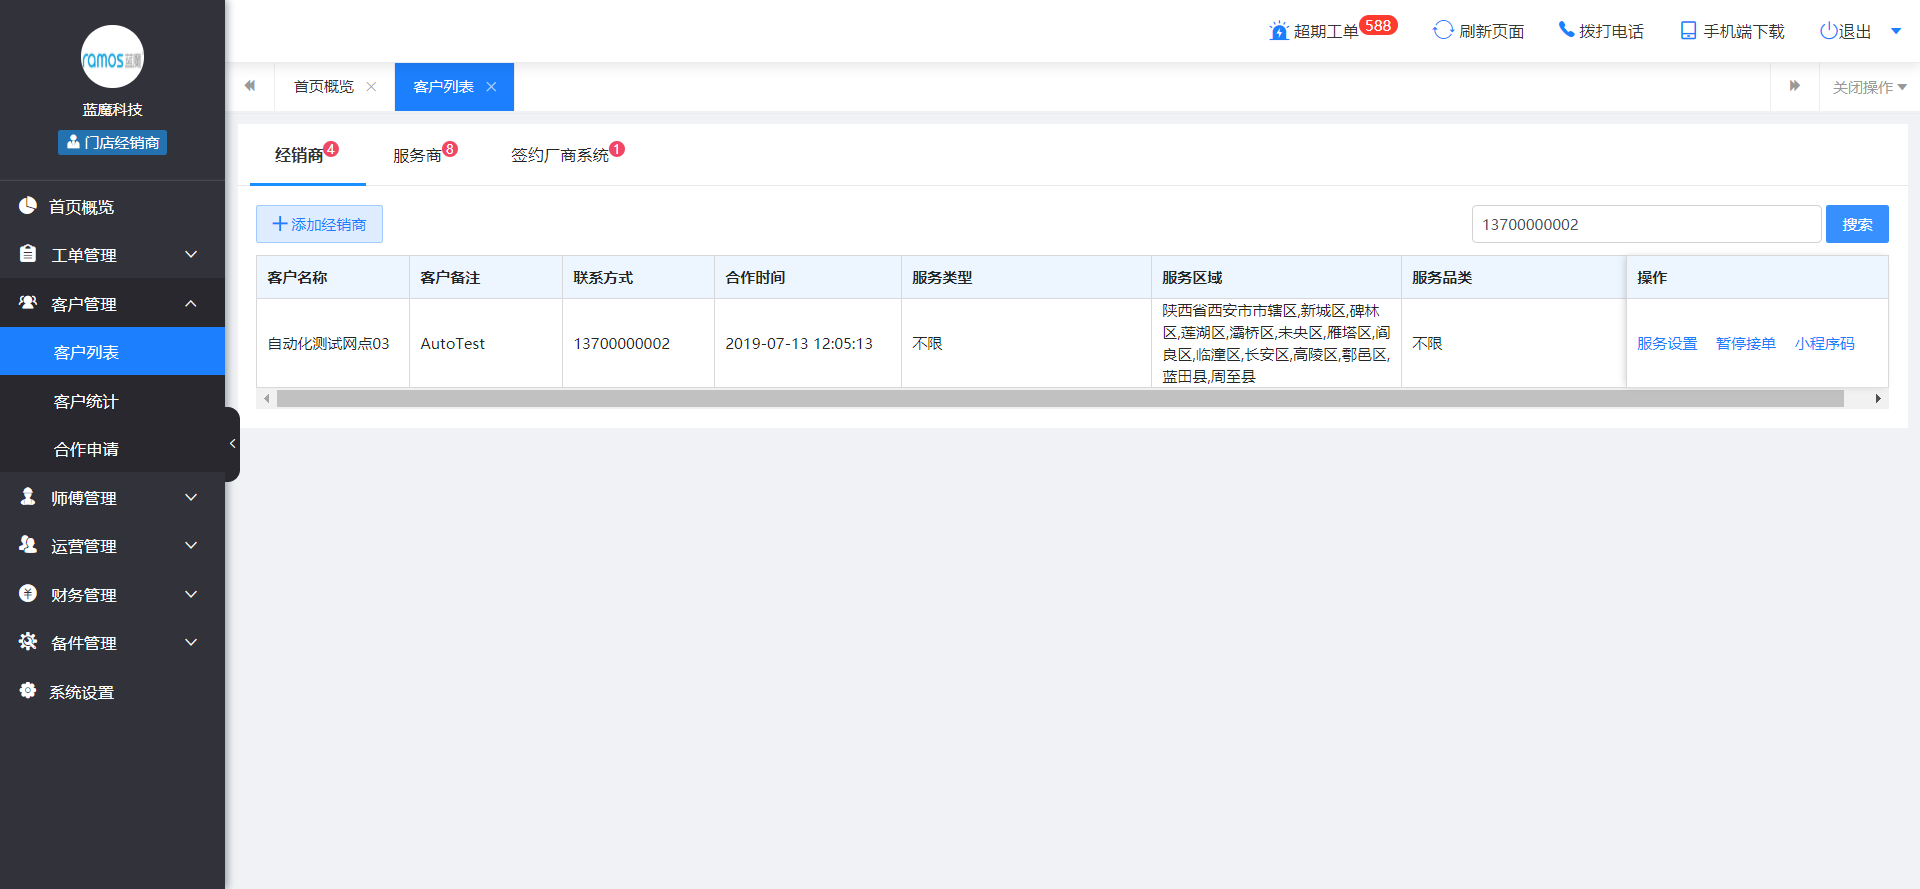 ramos蓝魔
蓝魔科技
门店经销商
首页概览
工单管理
客户管理
客户列表
客户统计
合作申请
师傅管理
运营管理
财务管理
备件管理
系统设置
超期工单 588
刷新页面
拨打电话
手机端下载
退出
首页概览
客户列表
关闭操作
经销商 4
服务商 8
签约厂商系统 1
添加经销商
13700000002
搜索
客户名称 客户备注 联系方式 合作时间 服务类型 服务区域 服务品类 操作
自动化测试网点03 AutoTest 13700000002 2019-07-13 12:05:13 不限
陕西省西安市市辖区,新城区,碑林
区,莲湖区,灞桥区,未央区,雁塔区,阎
良区,临潼区,长安区,高陵区,鄠邑区,
蓝田县,周至县
不限
服务设置 暂停接单 小程序码